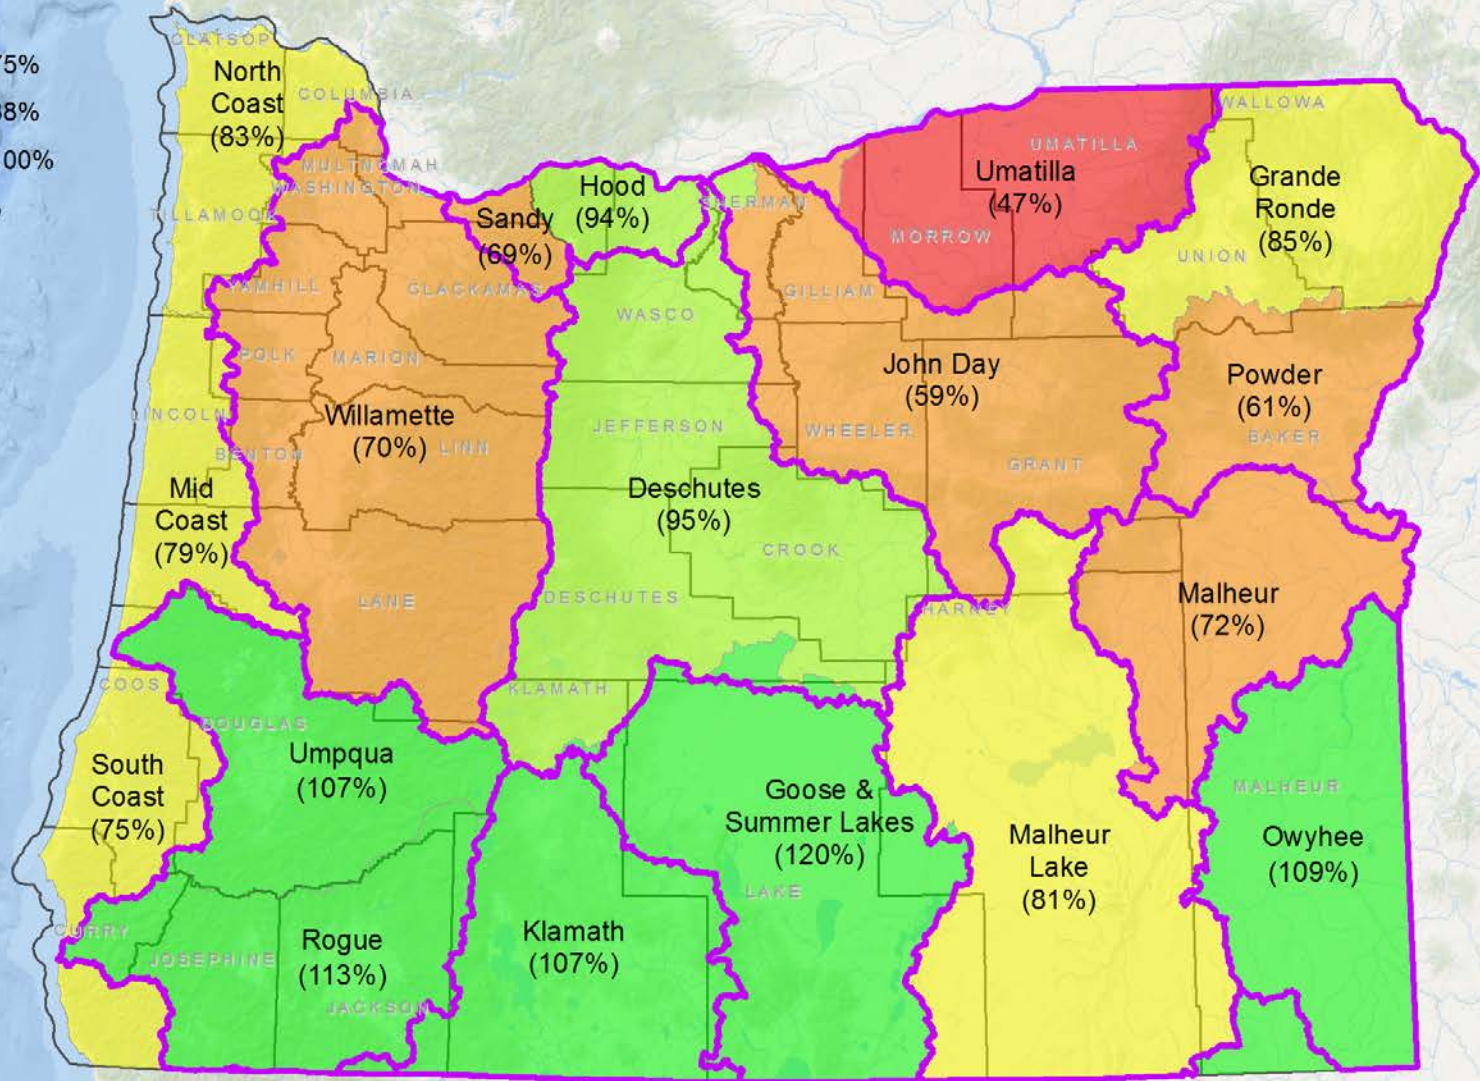 75%
88%
00%
CLATSOP
North
Coast
(83%)
COLUMBIA
MULTNOMAH
WASHINGTON
TILLAMOOK
YAMHILL
CLACKAMAS
POLK
MARION
LINCOLN
BENTON
LINN
Willamette
(70%)
Mid
Coast
(79%)
LANE
Sandy
(69%)
Hood
(94%)
SHERMAN
WASCO
JEFFERSON
Deschutes
(95%)
CROOK
DESCHUTES
UMATILLA
Umatilla
(47%)
MORROW
GILLIAM
WALLOWA
Grande
Ronde
(85%)
UNION
John Day
(59%)
WHEELER
GRANT
Powder
(61%)
BAKER
HARNEY
Malheur
(72%)
COOS
DOUGLAS
KLAMATH
Umpqua
(107%)
South
Coast
(75%)
Goose &
Summer Lakes
(120%)
LAKE
Malheur
Lake
(81%)
MALHEUR
Owyhee
(109%)
CURRY
JOSEPHINE
Rogue
(113%)
JACKSON
Klamath
(107%)